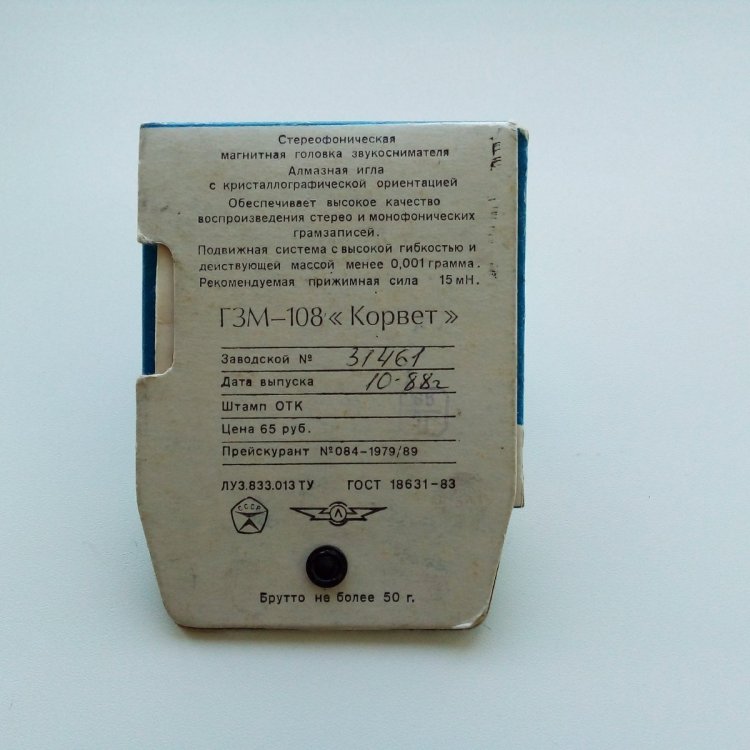 Стереофоническая
магнитная головка звукоснимателя
Алмазная игла
с кристаллографической ориентацией
Обеспечивает высокое качество
воспроизведения стерео и монофонических
грамзаписей.
Подвижная система с высокой гибкостью и
действующей массой менее 0,001 грамма.
Рекомендуемая прижимная сила 15 мН.
ГЗМ–108 « Корвет »
Заводской № 31461
Дата выпуска 10-88г
Штамп ОТК
Цена 65 руб.
Прейскурант №084–1979/89
ЛУ3.833.013 ТУ ГОСТ 18631–83
СССР
Л
Брутто не более 50 г.